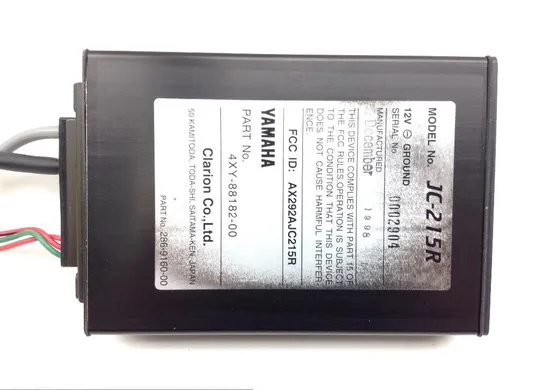 MODEL No. JC-215R
12V ⊖ GROUND
SERIAL No. 0002904
MANUFACTURED
December 1998
THIS DEVICE COMPLIES WITH PART 15 OF
THE FCC RULES.OPERATION IS SUBJECT
TO THE CONDITION THAT THIS DEVICE
DOES NOT CAUSE HARMFUL INTERFER-
ENCE
FCC ID: AX292AJC215R
YAMAHA
PART No. 4XY-88182-00
Clarion Co.,Ltd.
50 KAMITODA, TODA-SHI, SAITAMA-KEN, JAPAN
PART No. 286-9160-00